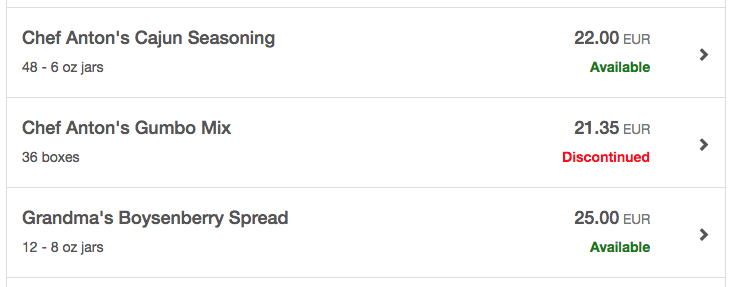 Chef Anton's Cajun Seasoning 22.00 EUR
48 - 6 oz jars Available
Chef Anton's Gumbo Mix 21.35 EUR
36 boxes Discontinued
Grandma's Boysenberry Spread 25.00 EUR
12 - 8 oz jars Available